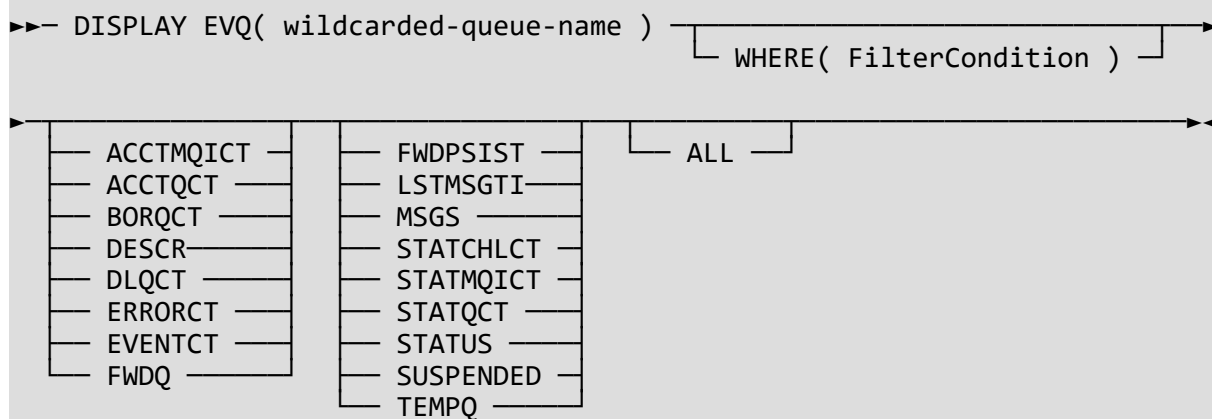 DISPLAY EVQ( wildcarded-queue-name )
WHERE( FilterCondition )
ACCTMQICT FWDPSIST ALL
ACCTQCT LSTMSGTI
BORQCT MSGS
DESCR STATCHLCT
DLQCT STATMQICT
ERRORCT STATQCT
EVENTCT STATUS
FWDQ SUSPENDED
TEMPQ